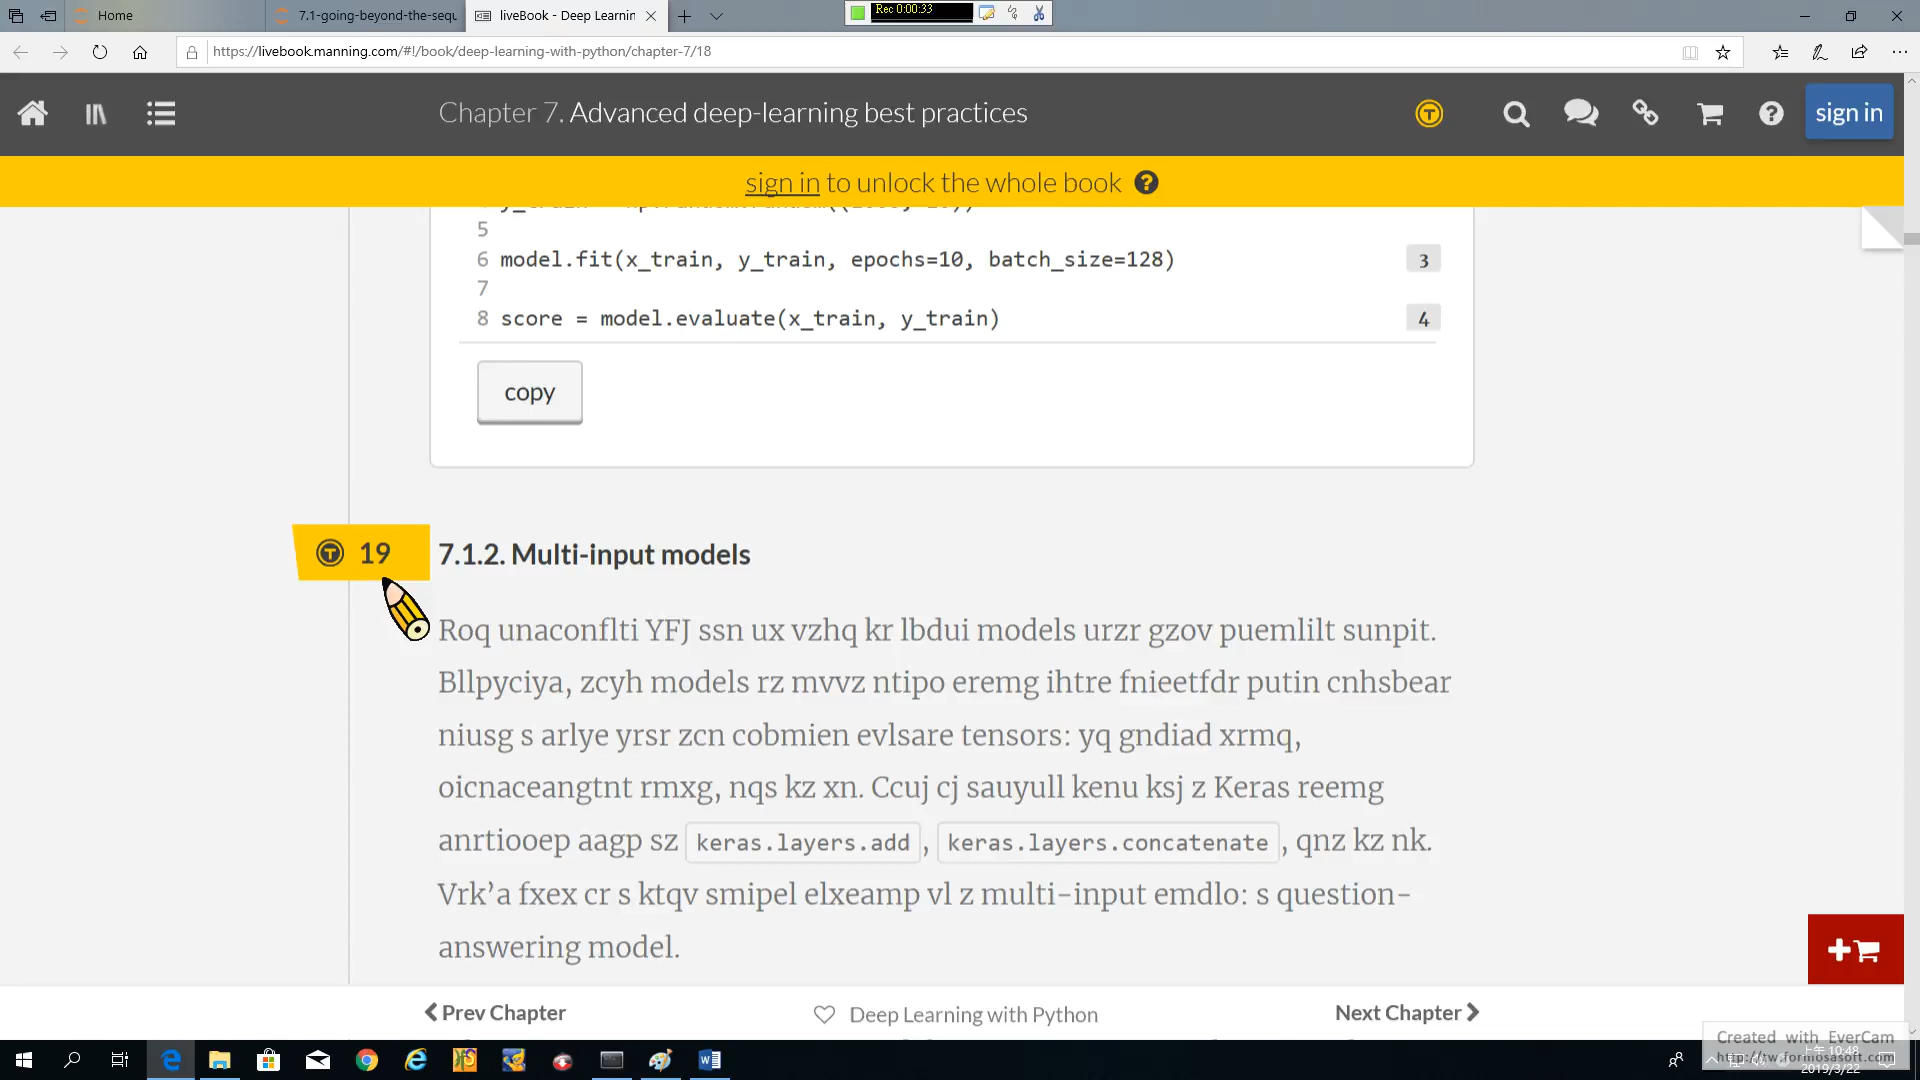 Home
7.1-going-beyond-the-sequ
liveBook - Deep Learnin
Rec 0:00:33
https://livebook.manning.com/#!/book/deep-learning-with-python/chapter-7/18
Chapter 7. Advanced deep-learning best practices
sign in
sign in to unlock the whole book
5
6 model.fit(x_train, y_train, epochs=10, batch_size=128)
3
7
8 score = model.evaluate(x_train, y_train)
4
copy
19
7.1.2. Multi-input models
Roq unaconflti YFJ ssn ux vzhq kr lbdui models urzr gzov puemlilt sunpit.
Bllpyciya, zcyh models rz mvvz ntipo eremg ihtre fnieetfdr putin cnhsbear
niusg s arlye yrsr zcn cobmien evlsare tensors: yq gndiad xrmq,
oicnaceangtnt rmxg, nqs kz xn. Ccuj cj sauyull kenu ksj z Keras reemg
anrtiooep aagp sz keras.layers.add , keras.layers.concatenate , qnz kz nk.
Vrk’a fxex cr s ktqv smipel elxeamp vl z multi-input emdlo: s question-
answering model.
Prev Chapter
Deep Learning with Python
Next Chapter
Created with EverCam
http://tw.formosasoft.com
上午 10:48
2019/3/22